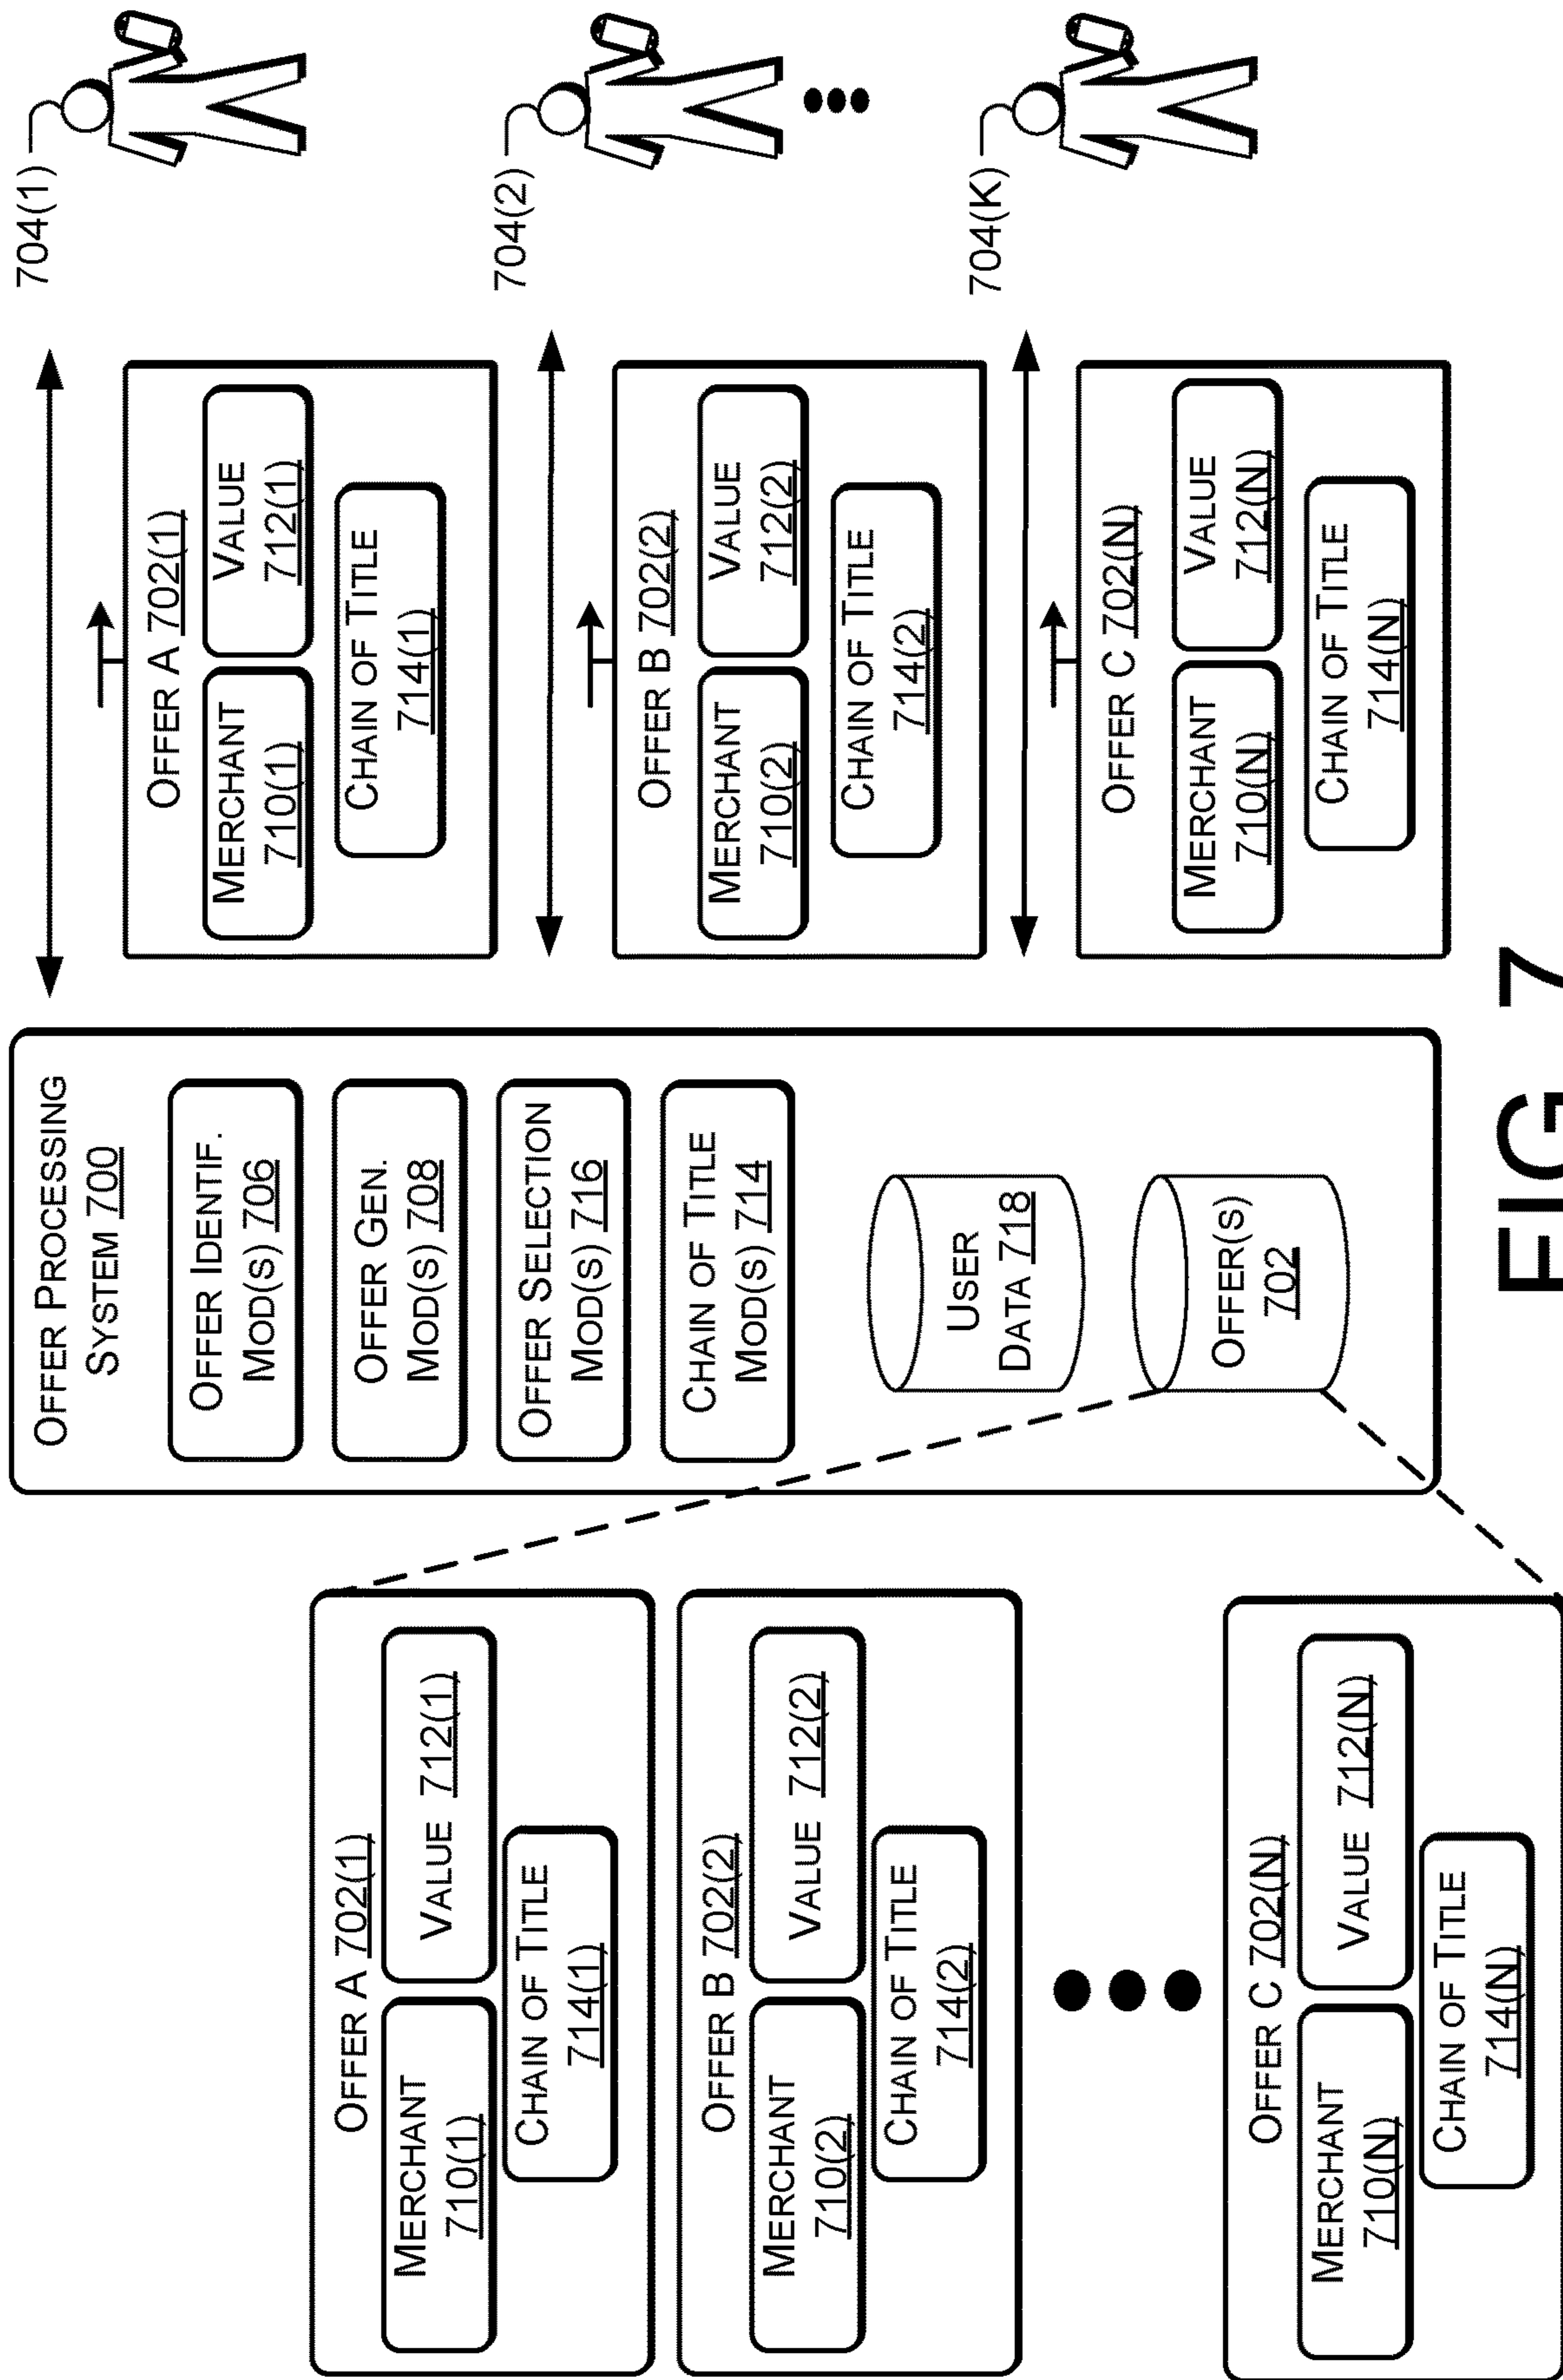 OFFER A 702(1)
MERCHANT
710(1)
VALUE 712(1)
CHAIN OF TITLE
714(1)
OFFER B 702(2)
MERCHANT
710(2)
VALUE 712(2)
CHAIN OF TITLE
714(2)
OFFER C 702(N)
MERCHANT
710(N)
VALUE 712(N)
CHAIN OF TITLE
714(N)
OFFER PROCESSING
SYSTEM 700
OFFER IDENTIF.
MOD(S) 706
OFFER GEN.
MOD(S) 708
OFFER SELECTION
MOD(S) 716
CHAIN OF TITLE
MOD(S) 714
USER
DATA 718
OFFER(S)
702
OFFER A 702(1)
MERCHANT
710(1)
VALUE
712(1)
CHAIN OF TITLE
714(1)
OFFER B 702(2)
MERCHANT
710(2)
VALUE
712(2)
CHAIN OF TITLE
714(2)
OFFER C 702(N)
MERCHANT
710(N)
VALUE
712(N)
CHAIN OF TITLE
714(N)
704(1)
704(2)
704(K)
FIG 7